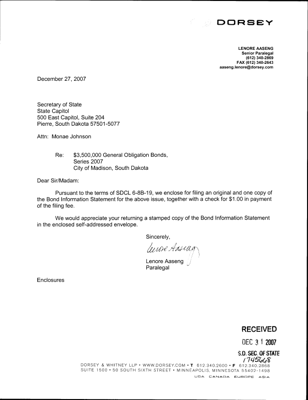 DORSEY
LENORE AASENG
Senior Paralegal
(612) 340-2669
FAX (612) 340-2643
aaseng.lenore@dorsey.com
December 27, 2007
Secretary of State
State Capitol
500 East Capitol, Suite 204
Pierre, South Dakota 57501-5077
Attn: Monae Johnson
Re: $3,500,000 General Obligation Bonds,
Series 2007
City of Madison, South Dakota
Dear Sir/Madam:
Pursuant to the terms of SDCL 6-8B-19, we enclose for filing an original and one copy of
the Bond Information Statement for the above issue, together with a check for $1.00 in payment
of the filing fee.
We would appreciate your returning a stamped copy of the Bond Information Statement
in the enclosed self-addressed envelope.
Sincerely,
Lenore Aaseng
Lenore Aaseng
Paralegal
Enclosures
RECEIVED
DEC 31 2007
S.D. SEC. OF STATE
DORSEY & WHITNEY LLP • WWW.DORSEY.COM • T 612.340.2600 • F 612.340.2868
SUITE 1500 • 50 SOUTH SIXTH STREET • MINNEAPOLIS, MINNESOTA 55402-1498
USA CANADA EUROPE ASIA